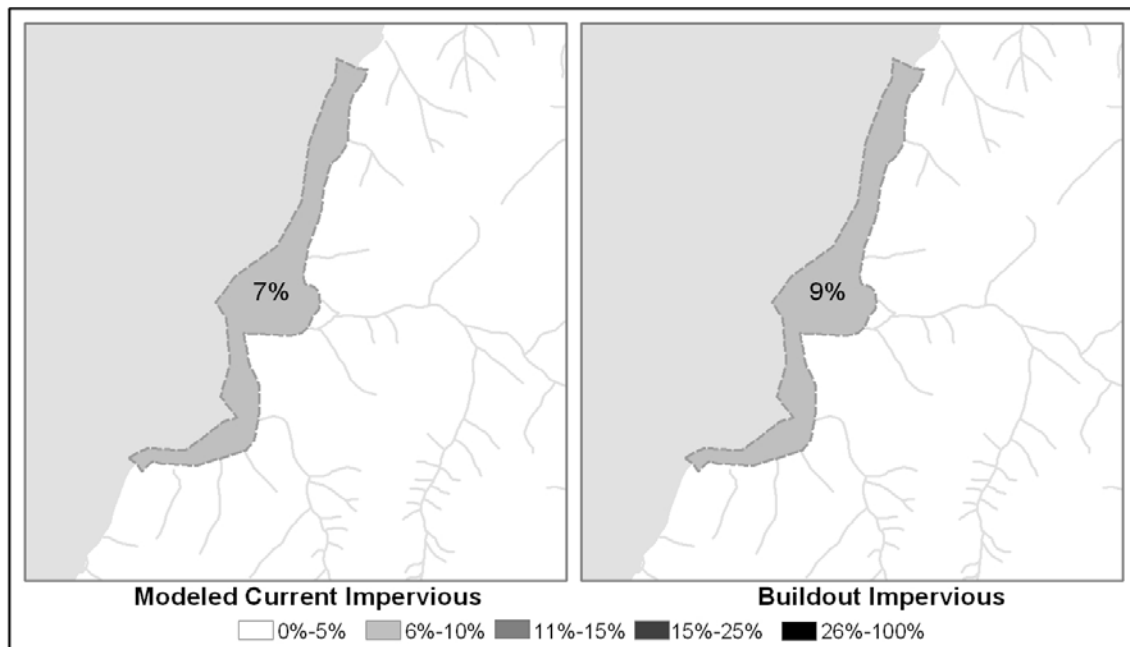 7%
9%
Modeled Current Impervious
Buildout Impervious
0%-5% 6%-10% 11%-15% 15%-25% 26%-100%